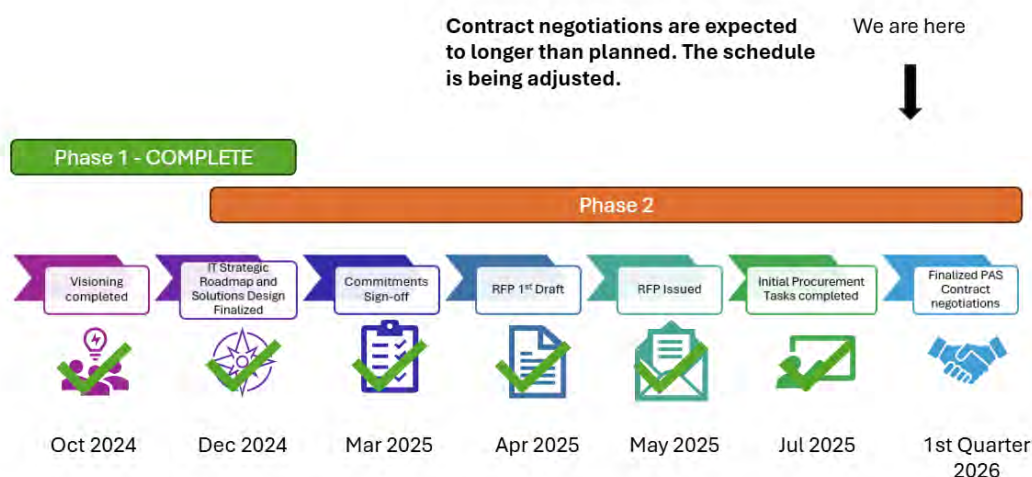 Contract negotiations are expected
to longer than planned. The schedule
is being adjusted.
We are here
Phase 1 - COMPLETE
Phase 2
Visioning
completed
IT Strategic
Roadmap and
Solutions Design
Finalized
Commitments
Sign-off
RFP 1st Draft
RFP Issued
Initial Procurement
Tasks completed
Finalized PAS
Contract
negotiations
Oct 2024
Dec 2024
Mar 2025
Apr 2025
May 2025
Jul 2025
1st Quarter
2026